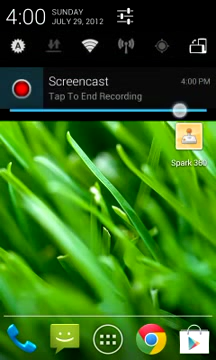 4:00 SUNDAY
JULY 29, 2012
A
Screencast 4:00 PM
Tap To End Recording
Spark 360